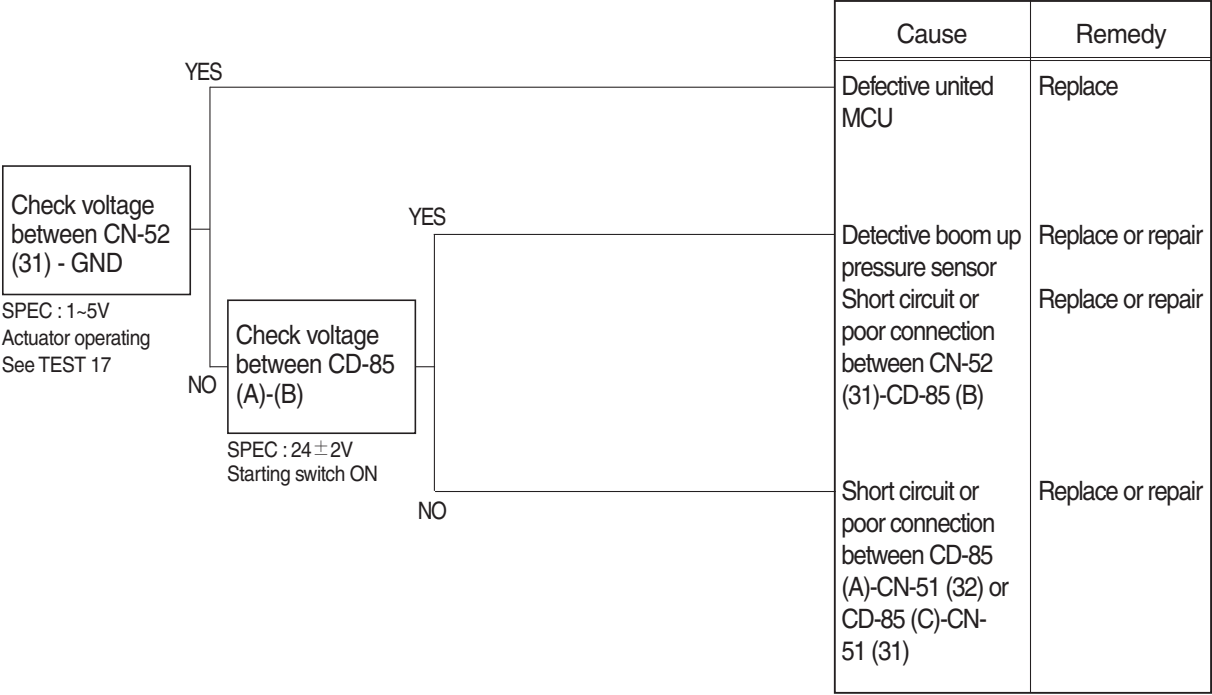 Cause
Remedy
YES
Defective united
MCU
Replace
Check voltage
between CN-52
(31) - GND
SPEC : 1~5V
Actuator operating
See TEST 17
NO
YES
Detective boom up
pressure sensor
Replace or repair
Short circuit or
poor connection
between CN-52
(31)-CD-85 (B)
Replace or repair
Check voltage
between CD-85
(A)-(B)
SPEC : 24±2V
Starting switch ON
NO
Short circuit or
poor connection
between CD-85
(A)-CN-51 (32) or
CD-85 (C)-CN-
51 (31)
Replace or repair